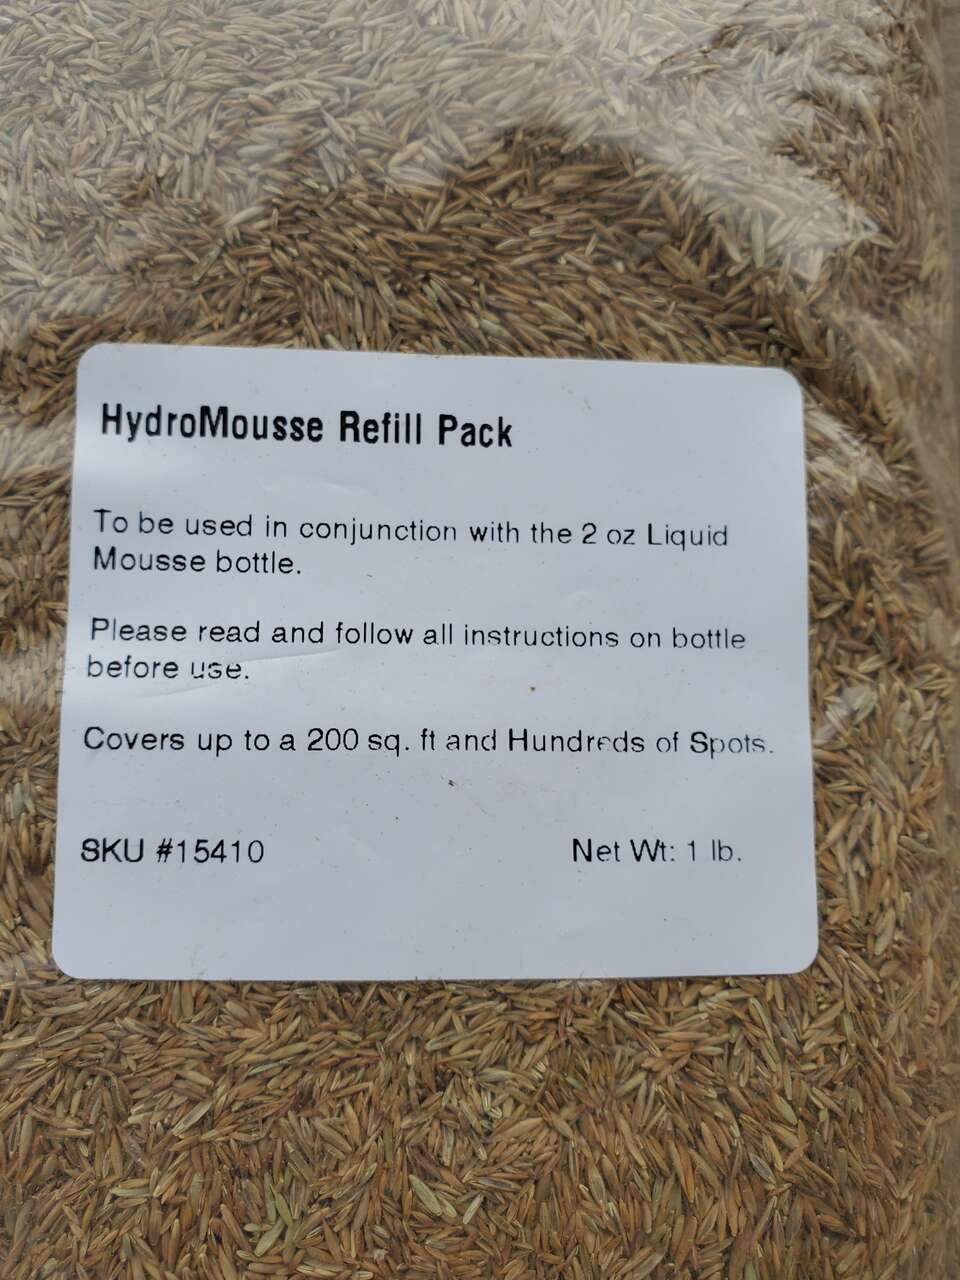 HydroMousse Refill Pack
To be used in conjunction with the 2 oz Liquid
Mousse bottle.
Please read and follow all instructions on bottle
before use.
Covers up to a 200 sq. ft and Hundreds of Spots.
SKU #15410 Net Wt: 1 lb.